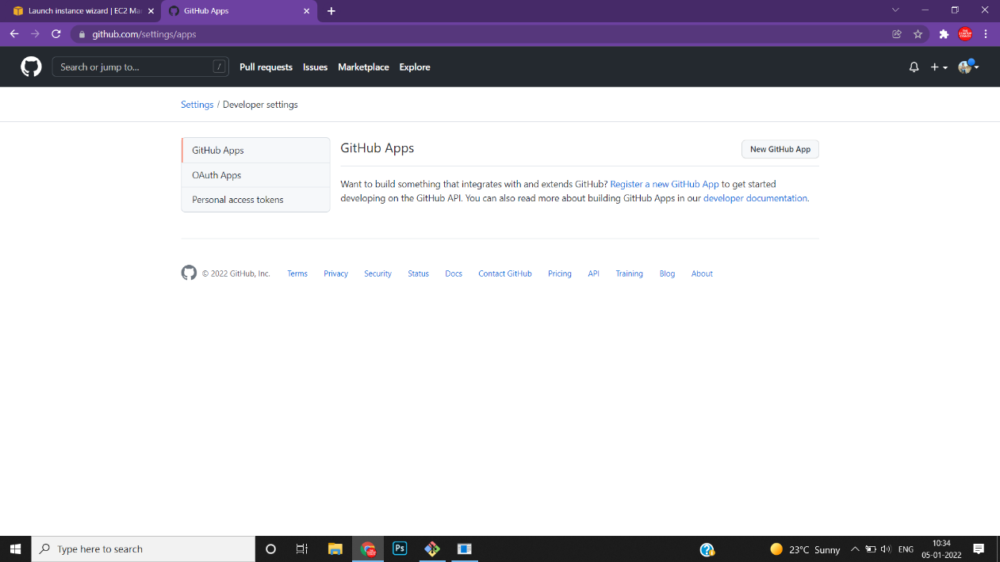 Launch instance wizard | EC2 Ma
GitHub Apps
github.com/settings/apps
Search or jump to...
/
Pull requests
Issues
Marketplace
Explore
Settings / Developer settings
GitHub Apps
OAuth Apps
Personal access tokens
GitHub Apps
New GitHub App
Want to build something that integrates with and extends GitHub? Register a new GitHub App to get started
developing on the GitHub API. You can also read more about building GitHub Apps in our developer documentation.
© 2022 GitHub, Inc.
Terms
Privacy
Security
Status
Docs
Contact GitHub
Pricing
API
Training
Blog
About
Type here to search
Ps
23°C Sunny
ENG
10:34
05-01-2022